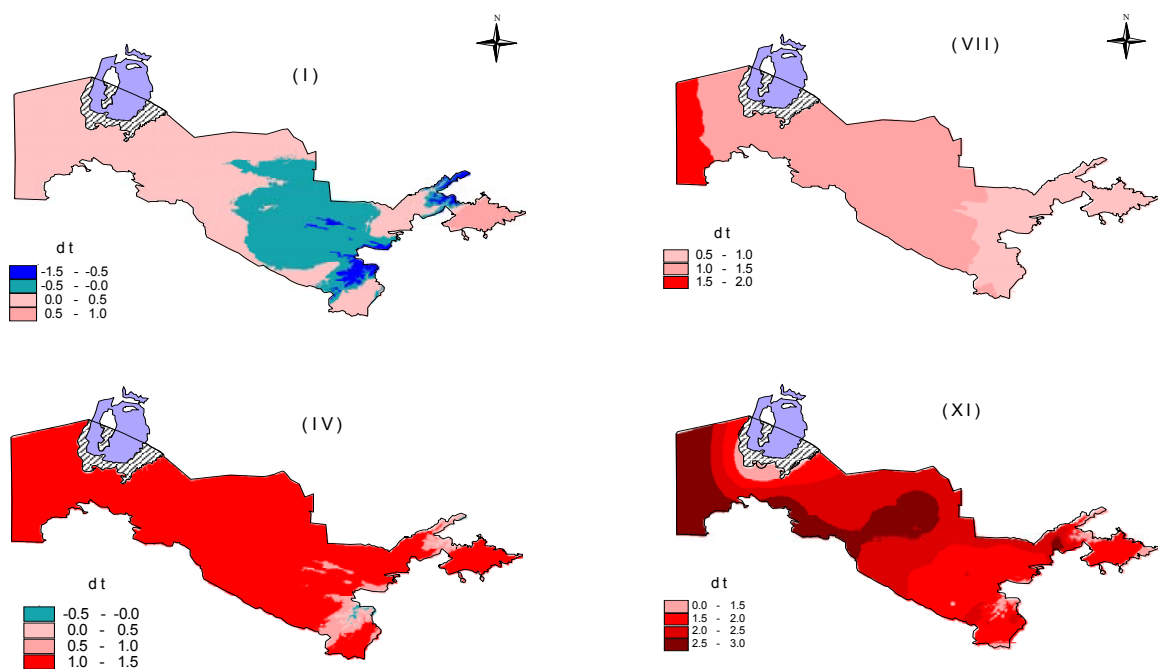 N
(I)
dt
-1.5 - -0.5
-0.5 - -0.0
0.0 - 0.5
0.5 - 1.0
N
(VII)
dt
0.5 - 1.0
1.0 - 1.5
1.5 - 2.0
(IV)
dt
-0.5 - -0.0
0.0 - 0.5
0.5 - 1.0
1.0 - 1.5
(XI)
dt
0.0 - 1.5
1.5 - 2.0
2.0 - 2.5
2.5 - 3.0